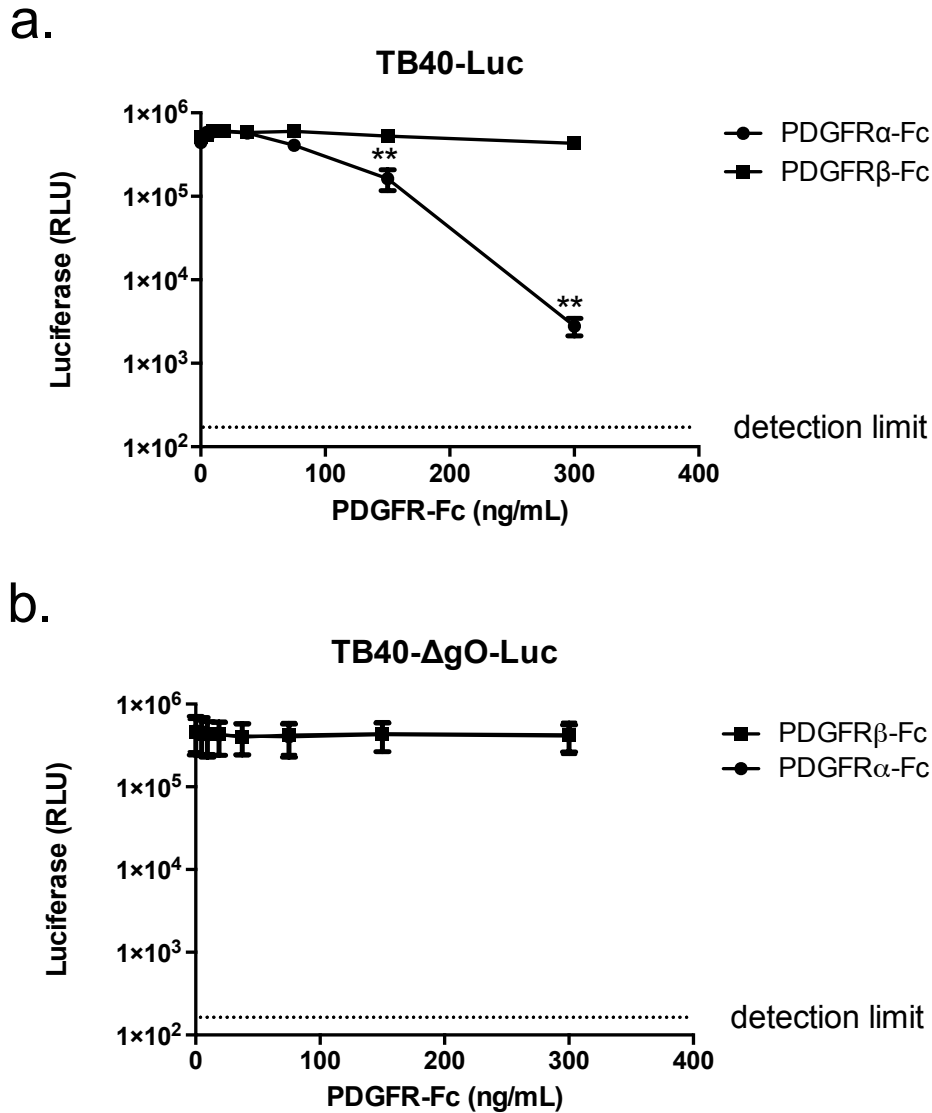 a.
TB40-Luc
1×10⁶
1×10⁵
1×10⁴
1×10³
1×10²
Luciferase (RLU)
**
**
PDGFRα-Fc
PDGFRβ-Fc
detection limit
0 100 200 300 400
PDGFR-Fc (ng/mL)
b.
TB40-ΔgO-Luc
1×10⁶
1×10⁵
1×10⁴
1×10³
1×10²
Luciferase (RLU)
PDGFRβ-Fc
PDGFRα-Fc
detection limit
0 100 200 300 400
PDGFR-Fc (ng/mL)